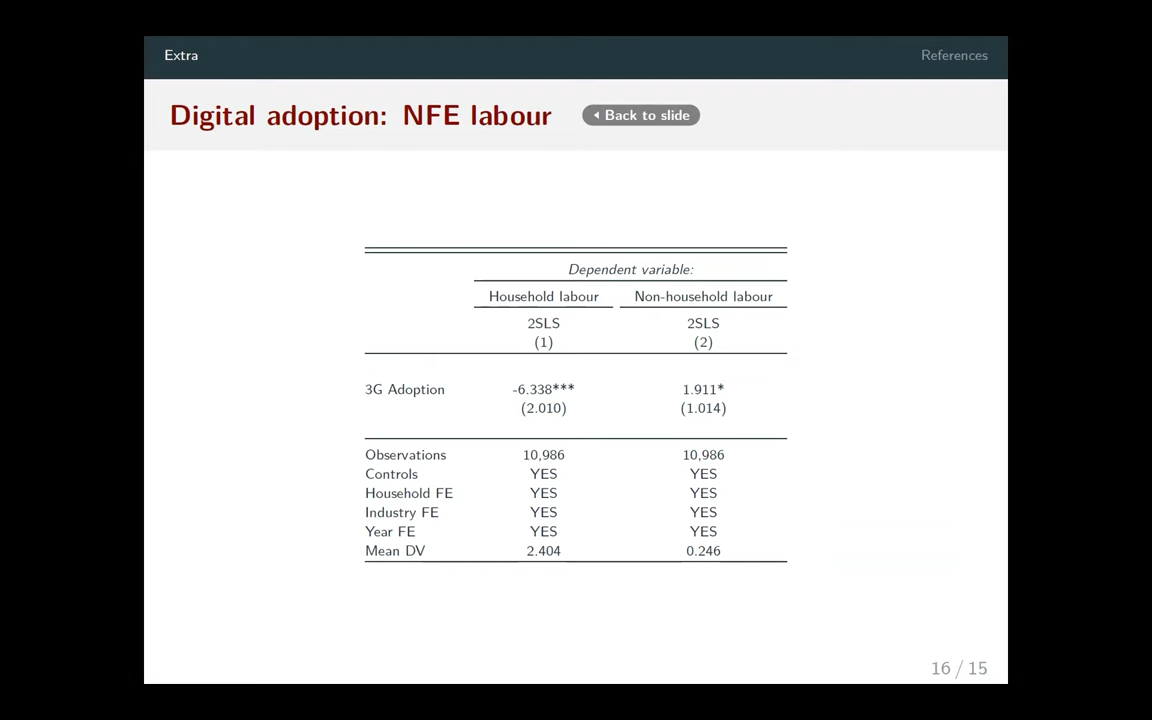 Extra References
Digital adoption: NFE labour Back to slide
Dependent variable:
Household labour Non-household labour
2SLS 2SLS
(1) (2)
3G Adoption -6.338*** 1.911*
(2.010) (1.014)
Observations 10,986 10,986
Controls YES YES
Household FE YES YES
Industry FE YES YES
Year FE YES YES
Mean DV 2.404 0.246
16 / 15